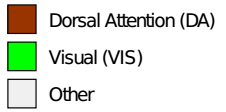 Dorsal Attention (DA)
Visual (VIS)
Other